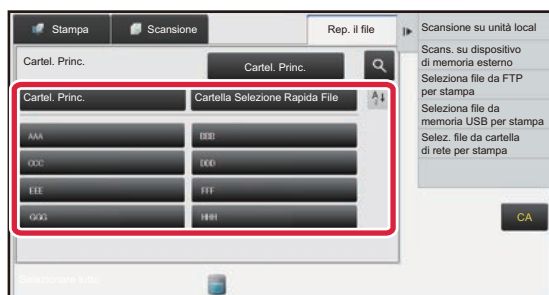 Stampa
Scansione
Rep. il file
Cartel. Princ.
Cartel. Princ.
Cartel. Princ.
Cartella Selezione Rapida File
AAA
BBB
CCC
DDD
EEE
FFF
GGG
HHH
Scansione su unità local
Scans. su dispositivo
di memoria esterno
Seleziona file da FTP
per stampa
Seleziona file da
memoria USB per stampa
Selez. file da cartella
di rete per stampa
CA